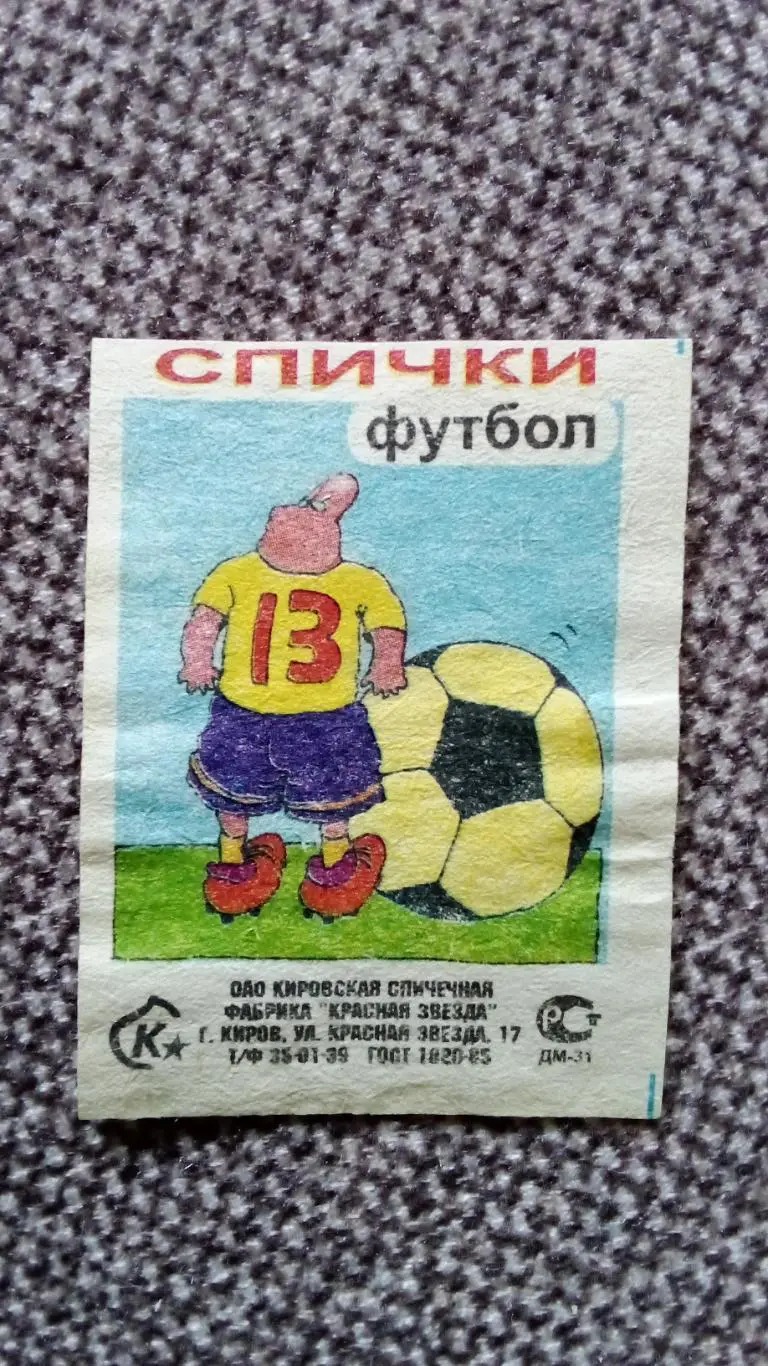 СПИЧКИ
футбол
13
ОАО КИРОВСКАЯ СПИЧЕЧНАЯ
ФАБРИКА "КРАСНАЯ ЗВЕЗДА"
Г. КИРОВ, УЛ. КРАСНАЯ ЗВЕЗДА, 17
Т/Ф 35-01-39 ГОСТ 1820-85
К
РСТ
ДМ-31